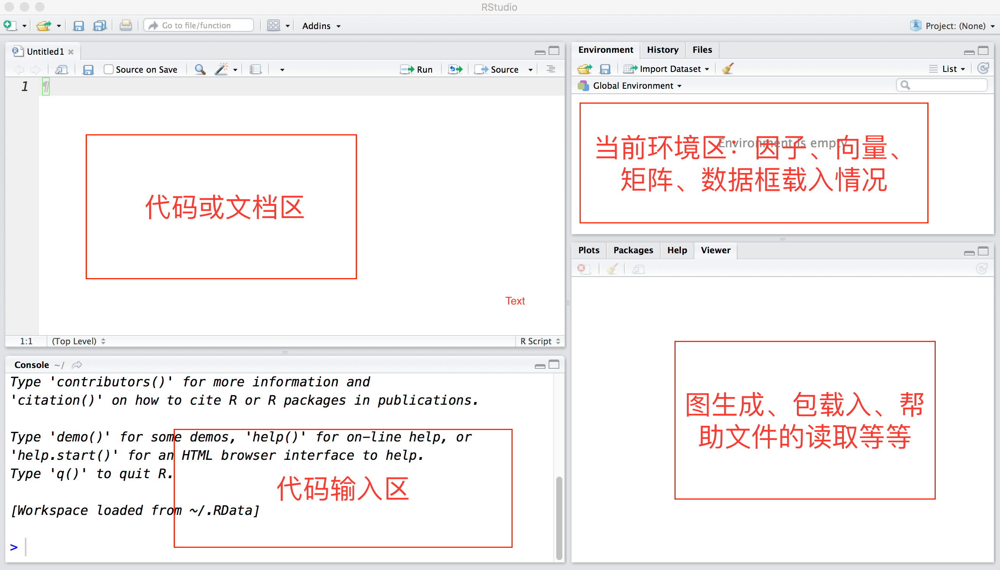 RStudio
Go to file/function
Addins
Project: (None)
Untitled1
Source on Save
Run
Source
1
代码或文档区
Text
1:1
(Top Level)
R Script
Console ~/
Type 'contributors()' for more information and
'citation()' on how to cite R or R packages in publications.
Type 'demo()' for some demos, 'help()' for on-line help, or
'help.start()' for an HTML browser interface to help.
Type 'q()' to quit R.
[Workspace loaded from ~/.RData]
>
代码输入区
Environment
History
Files
Import Dataset
List
Global Environment
Environment is empty
当前环境区：因子、向量、
矩阵、数据框载入情况
Plots
Packages
Help
Viewer
图生成、包载入、帮
助文件的读取等等